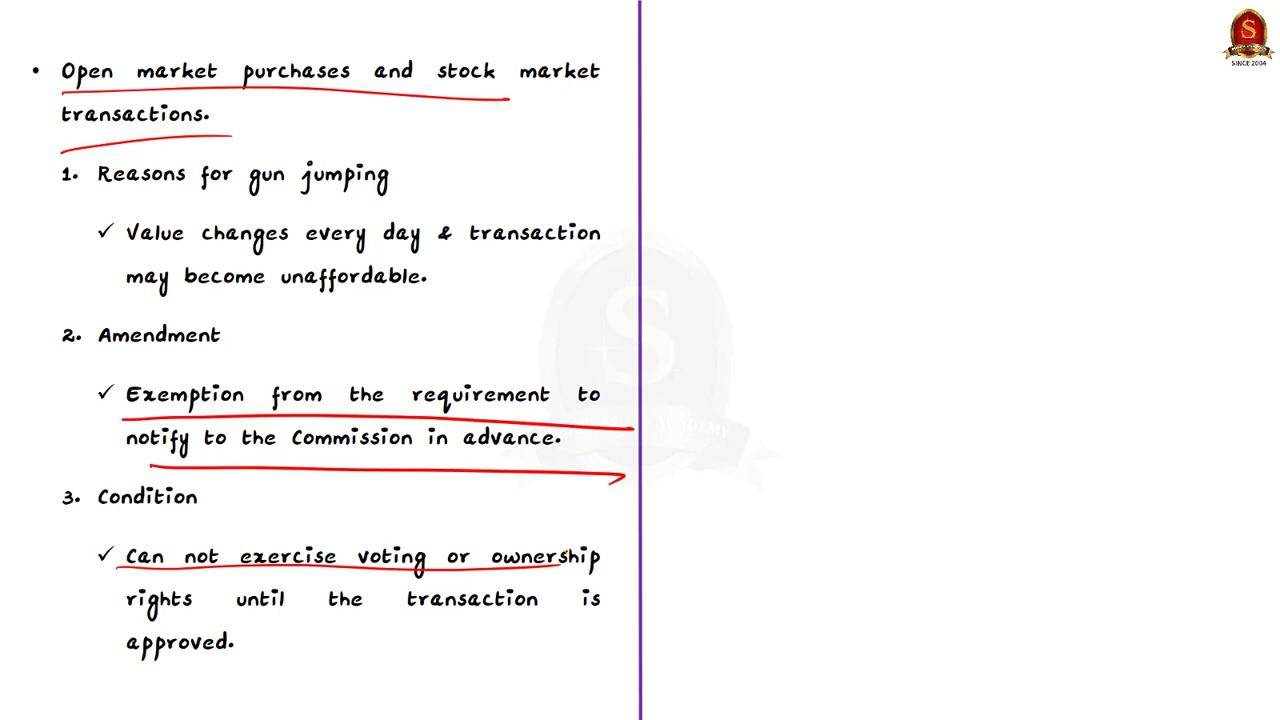 • Open market purchases and stock market
transactions.
1. Reasons for gun jumping
✓ Value changes every day & transaction
may become unaffordable.
2. Amendment
✓ Exemption from the requirement to
notify to the Commission in advance.
3. Condition
✓ Can not exercise voting or ownership
rights until the transaction is
approved.
S
SINCE 2004